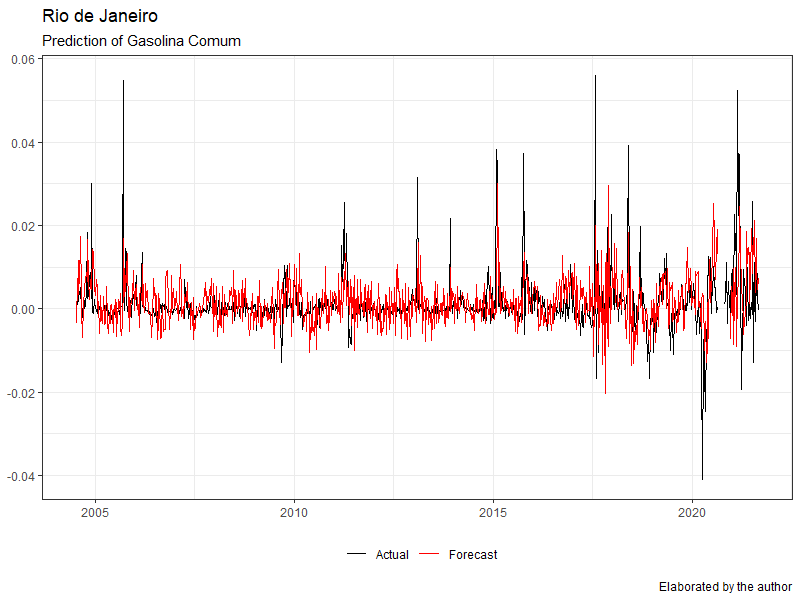 Rio de Janeiro
Prediction of Gasolina Comum
0.06
0.04
0.02
0.00
-0.02
-0.04
2005 2010 2015 2020
Actual Forecast
Elaborated by the author